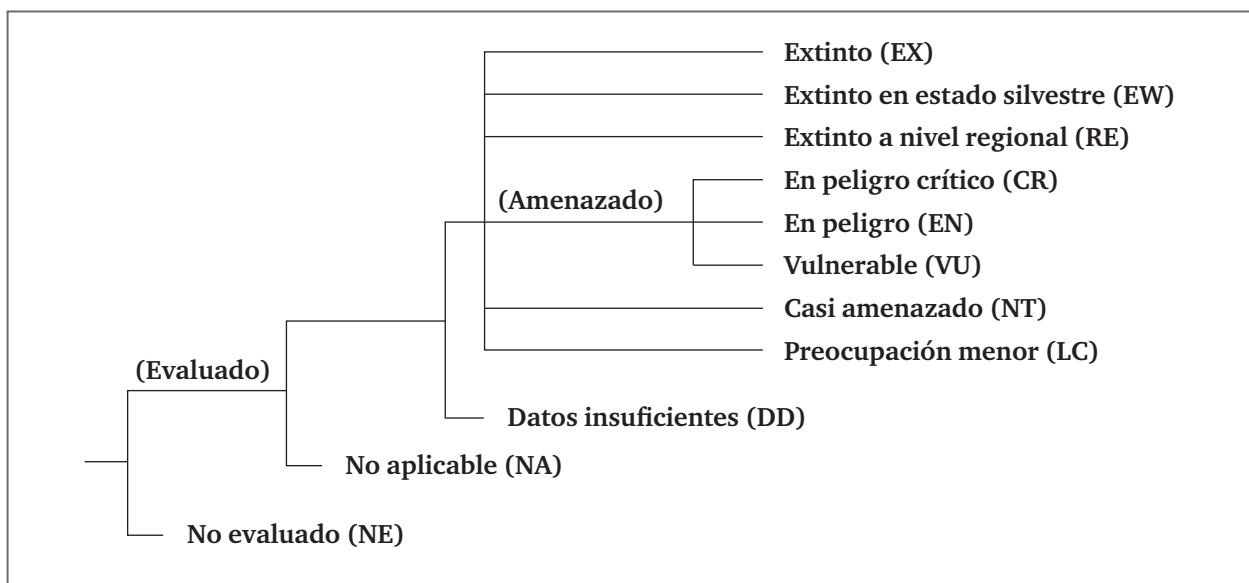 Extinto (EX)
Extinto en estado silvestre (EW)
Extinto a nivel regional (RE)
En peligro crítico (CR)
(Amenazado)
En peligro (EN)
Vulnerable (VU)
Casi amenazado (NT)
Preocupación menor (LC)
(Evaluado)
Datos insuficientes (DD)
No aplicable (NA)
No evaluado (NE)